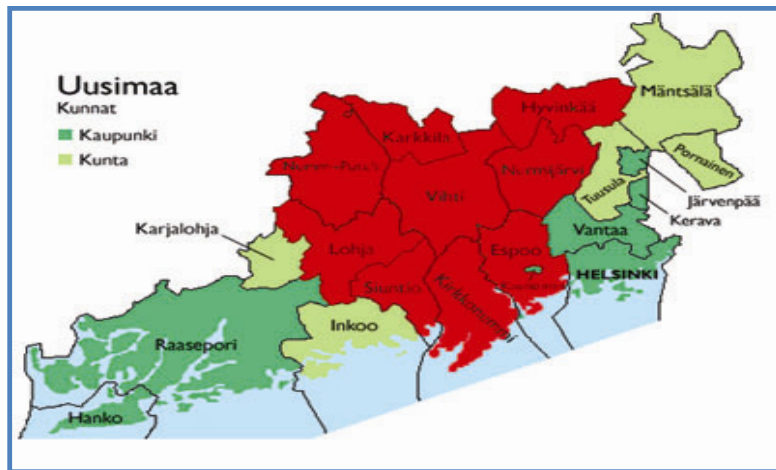 Uusimaa
Kunnat
Kaupunki
Kunta
Mäntsälä
Hyvinkää
Karkkila
Pornainen
Nurmijärvi
Vihti
Tuusula
Järvenpää
Kerava
Karjalohja
Vantaa
Lohja
Espoo
HELSINKI
Siuntio
Kirkkonummi
Inkoo
Raasepori
Hanko